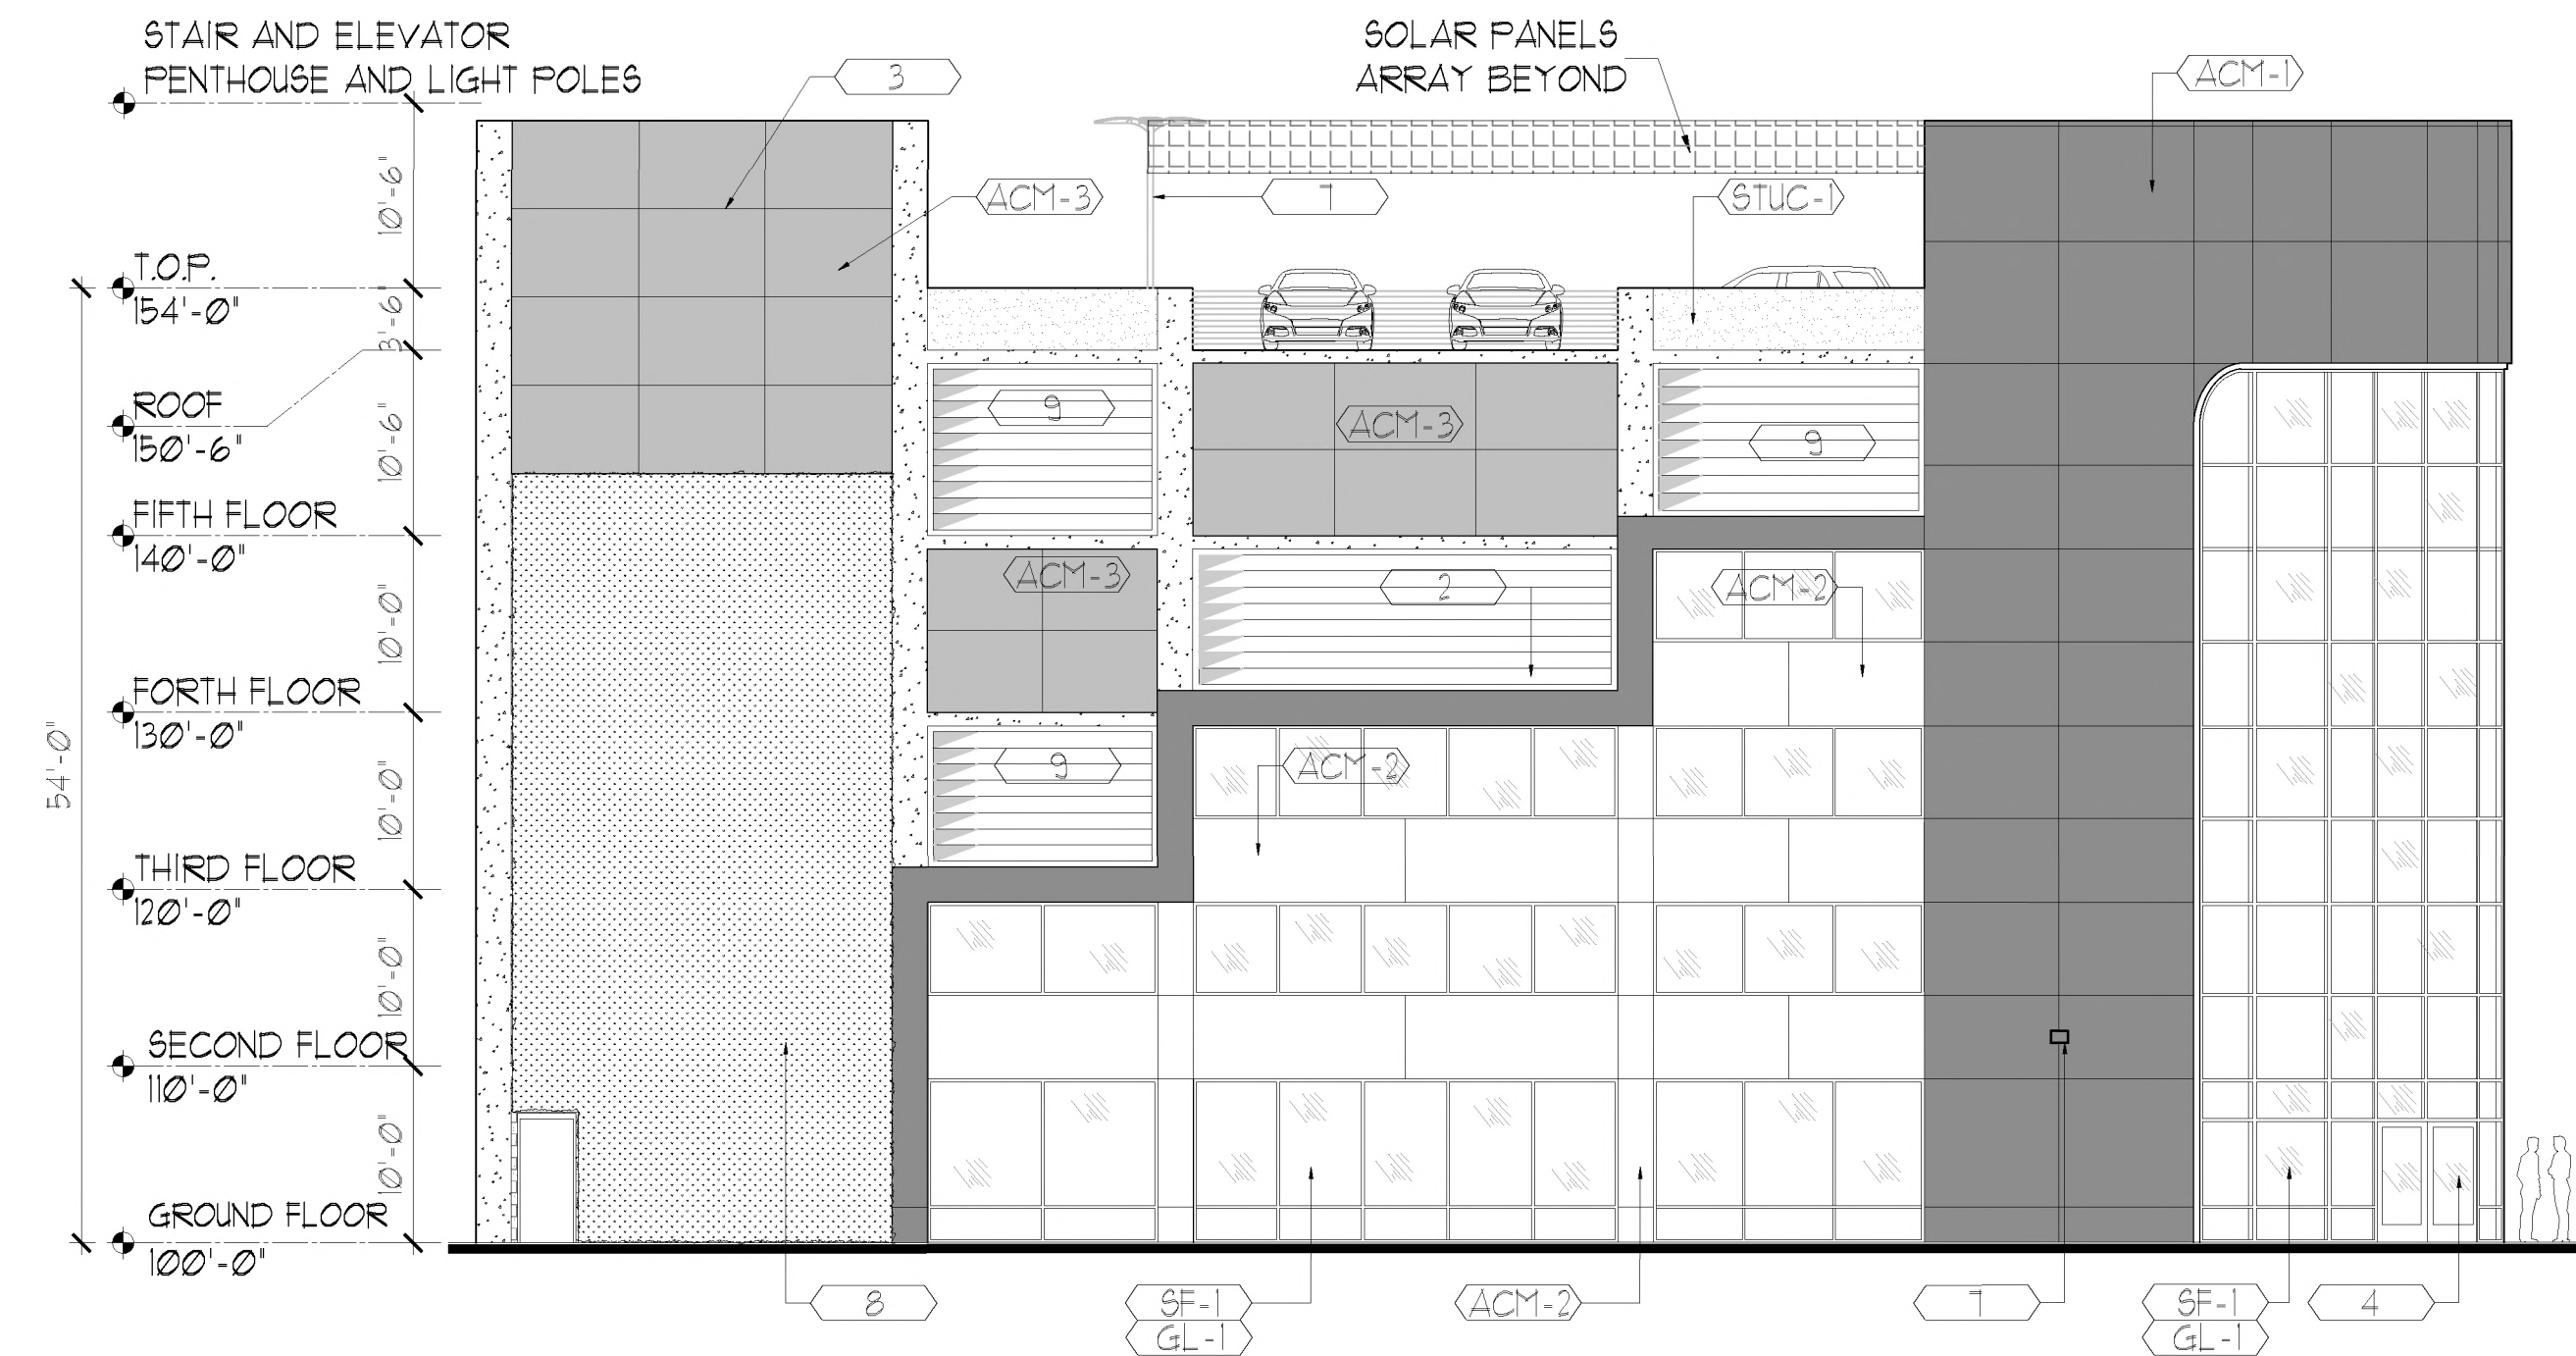 STAIR AND ELEVATOR
PENTHOUSE AND LIGHT POLES
SOLAR PANELS
ARRAY BEYOND
3
ACM-1
10'-6"
ACM-3
7
STUC-1
T.O.P.
154'-0"
3'-6"
ROOF
150'-6"
10'-6"
9
ACM-3
9
FIFTH FLOOR
140'-0"
ACM-3
2
ACM-2
10'-0"
FORTH FLOOR
130'-0"
54'-0"
9
ACM-2
10'-0"
THIRD FLOOR
120'-0"
10'-0"
SECOND FLOOR
110'-0"
10'-0"
GROUND FLOOR
100'-0"
8
SF-1
GL-1
ACM-2
7
SF-1
GL-1
4